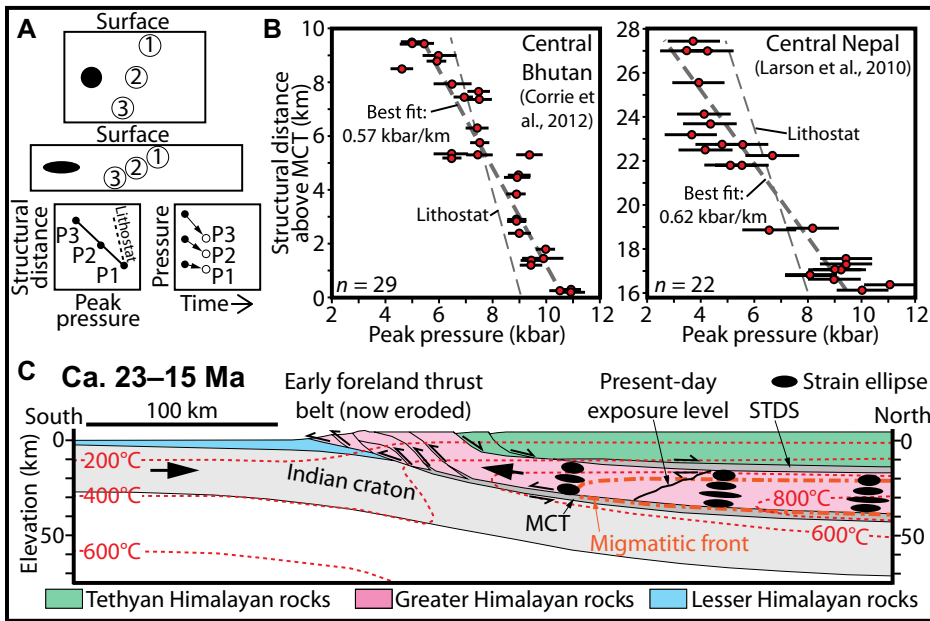 A
Surface
1
2
3
Surface
1
2
3
Structural
distance
P3
P2
P1
Lithostat
Peak
pressure
Pressure
P3
P2
P1
Time
B
Structural distance
above MCT (km)
10
8
6
4
2
0
Central
Bhutan
(Corrie et
al., 2012)
Best fit:
0.57 kbar/km
Lithostat
n = 29
2 4 6 8 10 12
Peak pressure (kbar)
28
26
24
22
20
18
16
Central Nepal
(Larson et al., 2010)
Lithostat
Best fit:
0.62 kbar/km
n = 22
2 4 6 8 10 12
Peak pressure (kbar)
C Ca. 23–15 Ma
South
100 km
Early foreland thrust
belt (now eroded)
Present-day
exposure level
Strain ellipse
STDS
North
Elevation (km)
0
50
0
50
200°C
400°C
600°C
Indian craton
MCT
Migmatitic front
800°C
600°C
Tethyan Himalayan rocks
Greater Himalayan rocks
Lesser Himalayan rocks